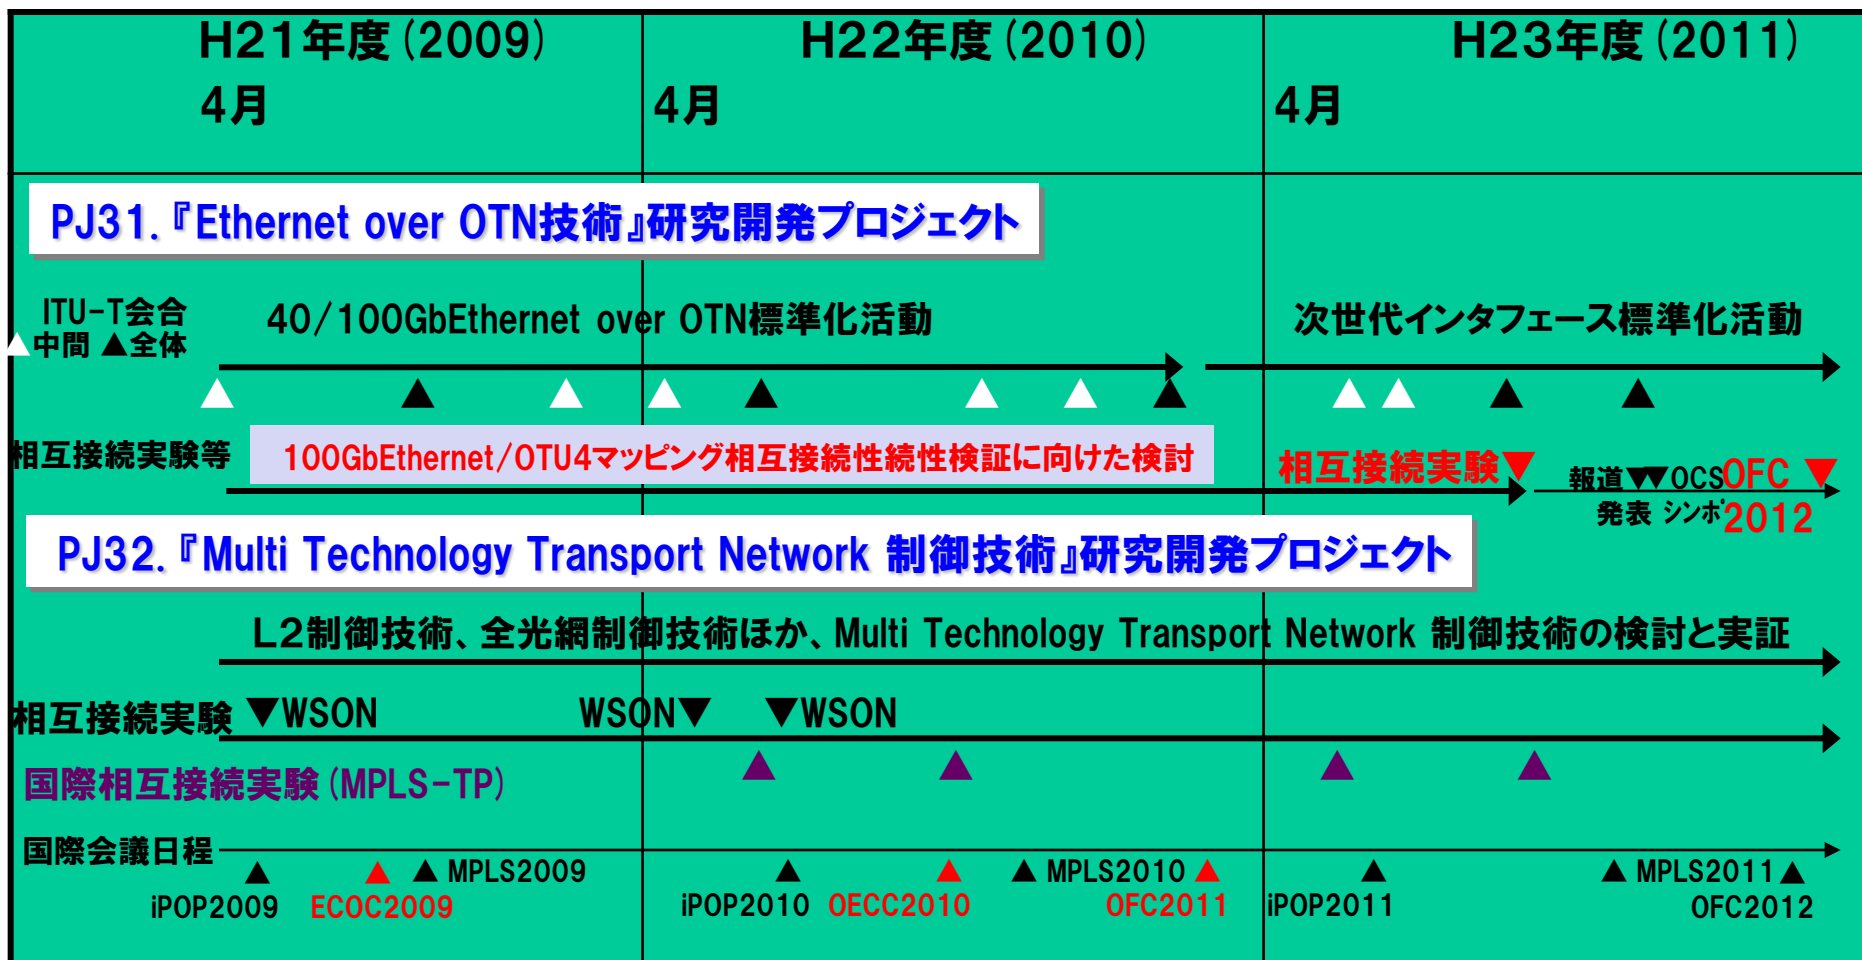 H21年度(2009)
H22年度(2010)
H23年度(2011)
4月
4月
4月
PJ31.『Ethernet over OTN技術』研究開発プロジェクト
ITU-T会合
△中間 ▲全体
40/100GbEthernet over OTN標準化活動
次世代インタフェース標準化活動
相互接続実験等
100GbEthernet/OTU4マッピング相互接続性続性検証に向けた検討
相互接続実験▼
報道▼▼OCS
発表 シンポ
OFC ▼
2012
PJ32.『Multi Technology Transport Network 制御技術』研究開発プロジェクト
L2制御技術、全光網制御技術ほか、Multi Technology Transport Network 制御技術の検討と実証
相互接続実験 ▼WSON
WSON▼
▼WSON
国際相互接続実験(MPLS-TP)
国際会議日程
▲ MPLS2009
▲ MPLS2010
▲ MPLS2011
iPOP2009
ECOC2009
iPOP2010
OECC2010
OFC2011
iPOP2011
OFC2012